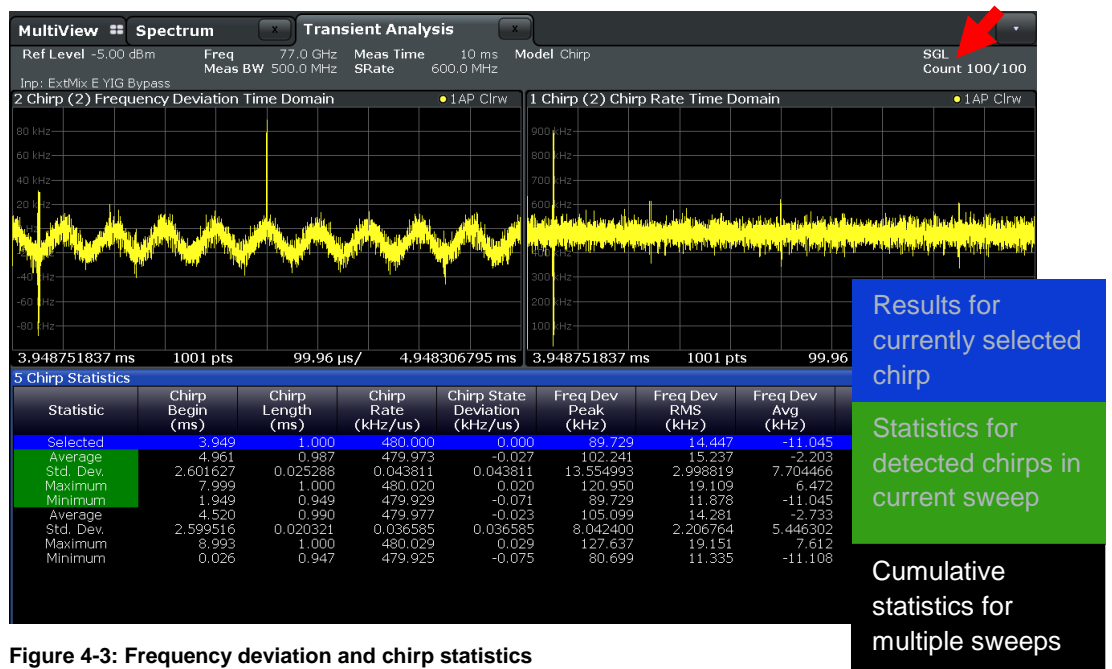 MultiView Spectrum x Transient Analysis x
Ref Level -5.00 dBm Freq 77.0 GHz Meas Time 10 ms Model Chirp SGL
Meas BW 500.0 MHz SRate 600.0 MHz Count 100/100
Inp: ExtMix E YIG Bypass
2 Chirp (2) Frequency Deviation Time Domain 1AP Clrw
80 kHz
60 kHz
40 kHz
20 kHz
-60 kHz
-80 kHz
3.948751837 ms 1001 pts 99.96 µs/ 4.948306795 ms
1 Chirp (2) Chirp Rate Time Domain 1AP Clrw
900 kHz
800 kHz
700 kHz
600 kHz
300 kHz
200 kHz
100 kHz
3.948751837 ms 1001 pts 99.96
5 Chirp Statistics
Statistic Chirp Begin (ms) Chirp Length (ms) Chirp Rate (kHz/us) Chirp State Deviation (kHz/us) Freq Dev Peak (kHz) Freq Dev RMS (kHz) Freq Dev Avg (kHz)
Selected 3.949 1.000 480.000 0.000 89.729 14.447 -11.045
Average 4.961 0.987 479.973 -0.027 102.241 15.237 -2.203
Std. Dev. 2.601627 0.025288 0.043811 0.043811 13.554993 2.998819 7.704466
Maximum 7.999 1.000 480.020 0.020 120.950 19.109 6.472
Minimum 1.949 0.949 479.929 -0.071 89.729 11.878 -11.045
Average 4.520 0.990 479.977 -0.023 105.099 14.281 -2.733
Std. Dev. 2.599516 0.020321 0.036585 0.036585 8.042400 2.206764 5.446302
Maximum 8.993 1.000 480.029 0.029 127.637 19.151 7.612
Minimum 0.026 0.947 479.925 -0.075 80.699 11.335 -11.108
Results for
currently selected
chirp
Statistics for
detected chirps in
current sweep
Cumulative
statistics for
multiple sweeps
Figure 4-3: Frequency deviation and chirp statistics